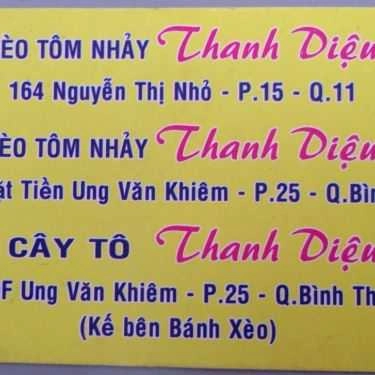 ÈO TÔM NHẢY Thanh Diệu
164 Nguyễn Thị Nhỏ - P.15 - Q.11
ÈO TÔM NHẢY Thanh Diệu
ặt Tiền Ung Văn Khiêm - P.25 - Q.Bìn
CÂY TÔ Thanh Diệu
F Ung Văn Khiêm - P.25 - Q.Bình Th
(Kế bên Bánh Xèo)